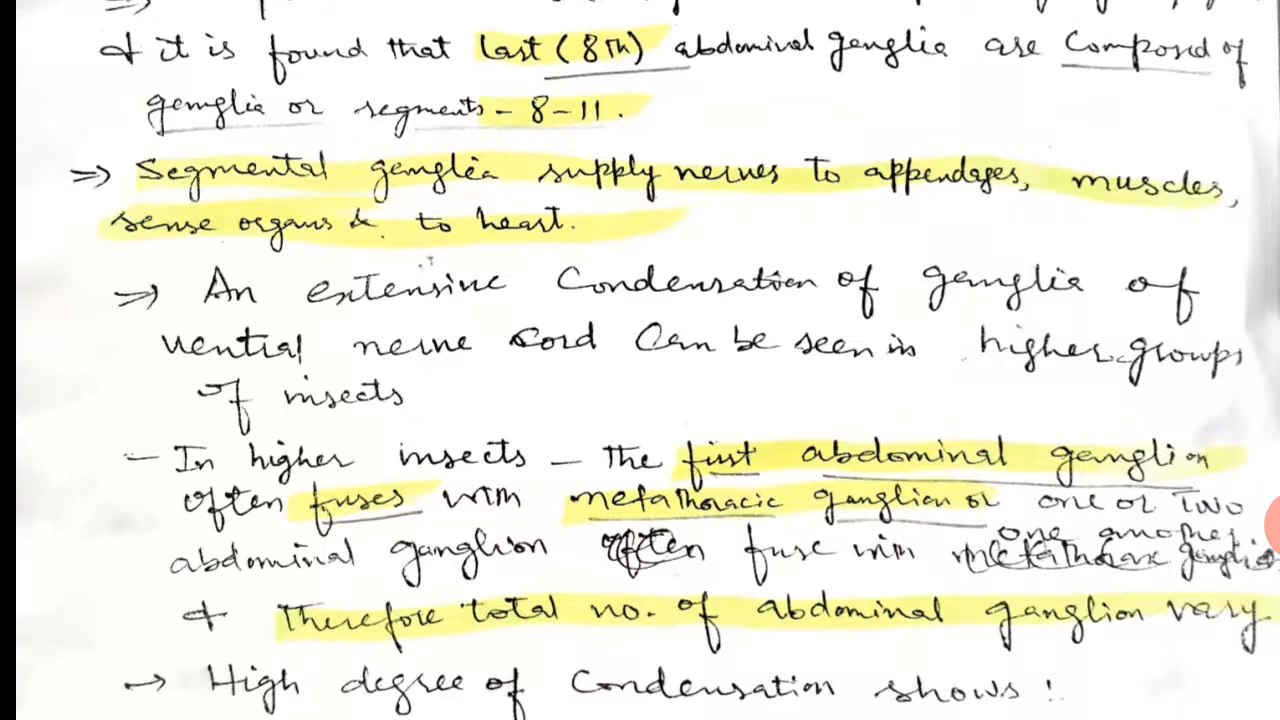 & it is found that last (8th) abdominal ganglia are composed of
ganglia or segments - 8-11.
=> Segmental ganglia supply nerves to appendages, muscles,
sense organs & to heart.
=> An extensive Condensation of ganglia of
ventral nerve cord can be seen in higher groups
of insects
- In higher insects - the first abdominal ganglion
often fuses with metathoracic ganglion or one or two
abdominal ganglion often fuse with one another
& Therefore total no. of abdominal ganglion vary
→ High degree of Condensation shows :